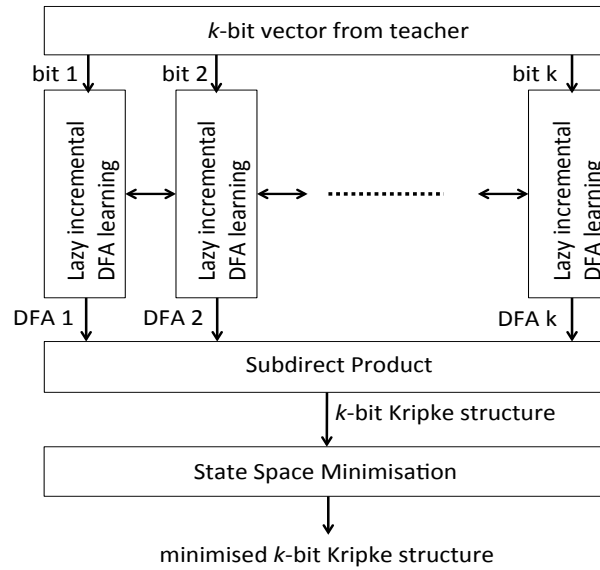 k-bit vector from teacher
bit 1
bit 2
bit k
Lazy incremental
DFA learning
Lazy incremental
DFA learning
Lazy incremental
DFA learning
DFA 1
DFA 2
DFA k
Subdirect Product
k-bit Kripke structure
State Space Minimisation
minimised k-bit Kripke structure